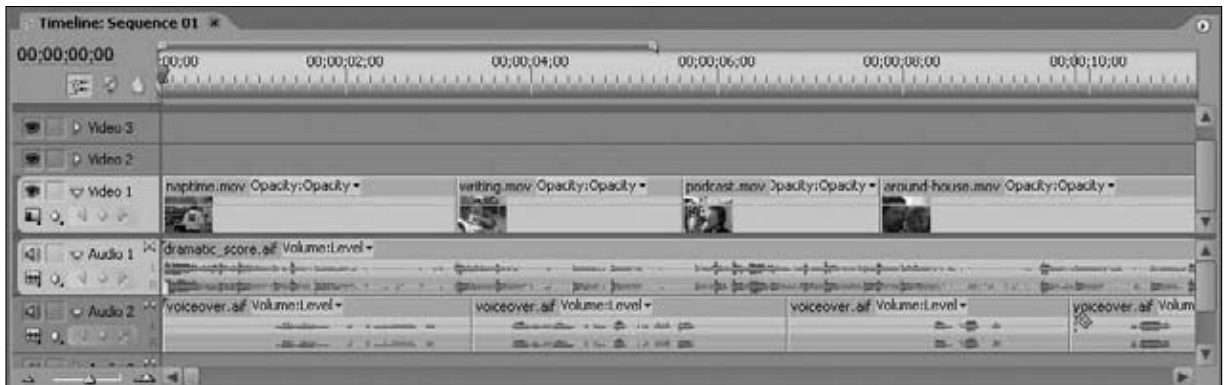 Timeline: Sequence 01 ×
00;00;00;00
;00;00 00;00;02;00 00;00;04;00 00;00;06;00 00;00;08;00 00;00;10;00
Video 3
Video 2
Video 1 naptime.mov Opacity:Opacity writing.mov Opacity:Opacity podcast.mov Opacity:Opacity around-house.mov Opacity:Opacity
Audio 1 dramatic_score.aif Volume:Level
Audio 2 voiceover.aif Volume:Level voiceover.aif Volume:Level voiceover.aif Volume:Level voiceover.aif Volum